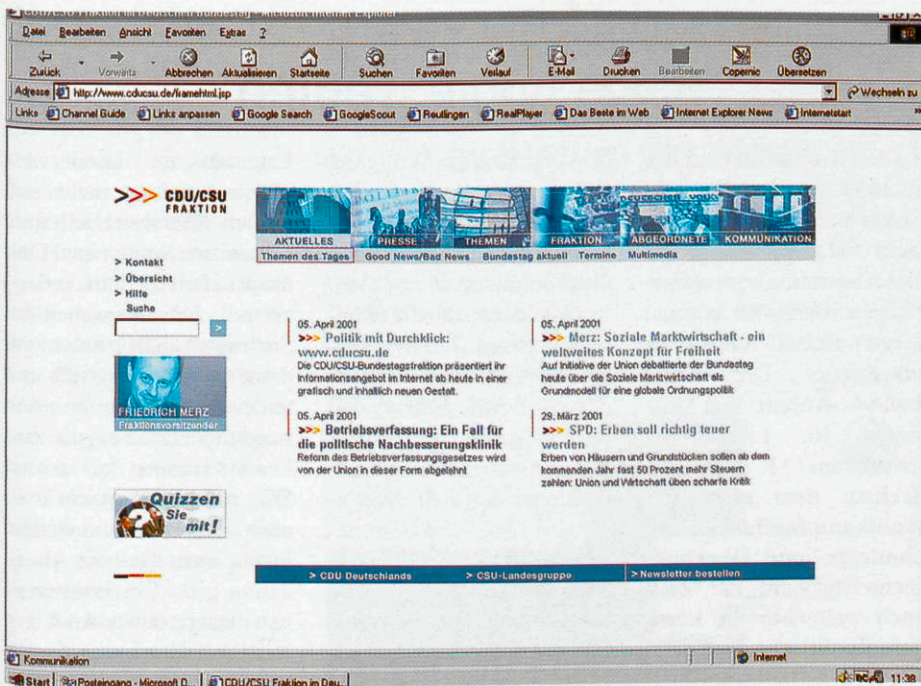 CDU/CSU Fraktion im Deutschen Bundestag - Microsoft Internet Explorer
Datei Bearbeiten Ansicht Favoriten Extras ?
Zurück Vorwärts Abbrechen Aktualisieren Startseite Suchen Favoriten Verlauf E-Mail Drucken Bearbeiten Copernic Übersetzen
Adresse http://www.cducsu.de/framehtml.jsp Wechseln zu
Links Channel Guide Links anpassen Google Search GoogleScout Reutlingen RealPlayer Das Beste im Web Internet Explorer News Internetstart
>>> CDU/CSU
FRAKTION
AKTUELLES PRESSE THEMEN FRAKTION ABGEORDNETE KOMMUNIKATION
Themen des Tages Good News/Bad News Bundestag aktuell Termine Multimedia
> Kontakt
> Übersicht
> Hilfe
Suche
>
FRIEDRICH MERZ
Fraktionsvorsitzender
Quizzen
Sie
mit!
05. April 2001
>>> Politik mit Durchklick:
www.cducsu.de
Die CDU/CSU-Bundestagsfraktion präsentiert ihr
Informationsangebot im Internet ab heute in einer
grafisch und inhaltlich neuen Gestalt.
05. April 2001
>>> Betriebsverfassung: Ein Fall für
die politische Nachbesserungsklinik
Reform des Betriebsverfassungsgesetzes wird
von der Union in dieser Form abgelehnt
05. April 2001
>>> Merz: Soziale Marktwirtschaft - ein
weltweites Konzept für Freiheit
Auf Initiative der Union debattierte der Bundestag
heute über die Soziale Marktwirtschaft als
Grundmodell für eine globale Ordnungspolitik
29. März 2001
>>> SPD: Erben soll richtig teuer
werden
Erben von Häusern und Grundstücken sollen ab dem
kommenden Jahr fast 50 Prozent mehr Steuern
zahlen: Union und Wirtschaft üben scharfe Kritik
> CDU Deutschlands > CSU-Landesgruppe > Newsletter bestellen
Kommunikation Internet
Start Posteingang - Microsoft O... CDU/CSU Fraktion im Deu... 11:38